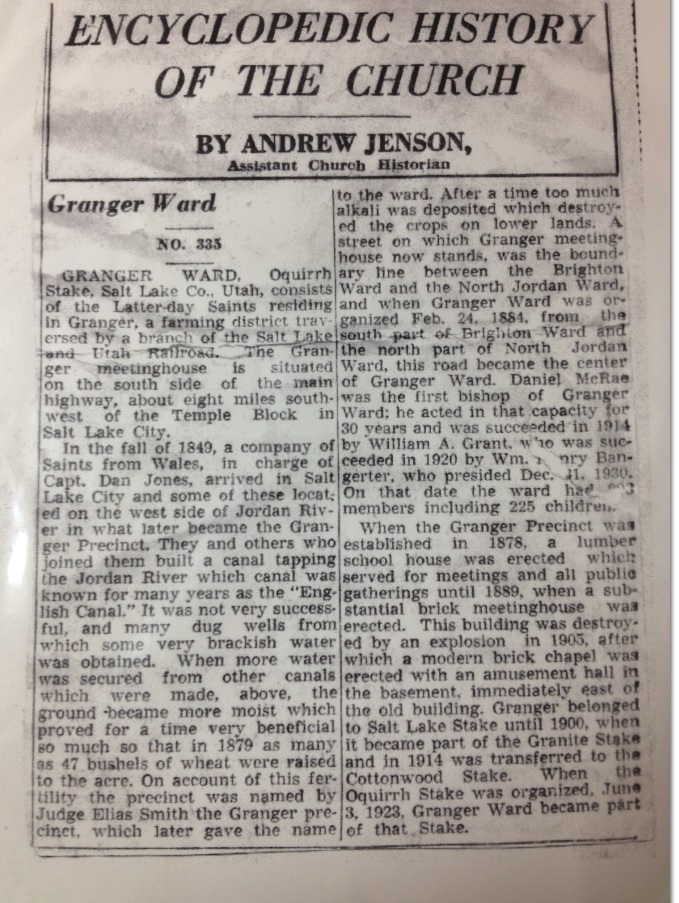 ENCYCLOPEDIC HISTORY
OF THE CHURCH
BY ANDREW JENSON,
Assistant Church Historian
Granger Ward
NO. 335
GRANGER WARD, Oquirrh
Stake, Salt Lake Co., Utah, consists
of the Latter-day Saints residing
in Granger, a farming district trav-
ersed by a branch of the Salt Lake
and Utah Railroad. The Gran-
ger meetinghouse is situated
on the south side of the main
highway, about eight miles south-
west of the Temple Block in
Salt Lake City.
In the fall of 1849, a company of
Saints from Wales, in charge of
Capt. Dan Jones, arrived in Salt
Lake City and some of these locat-
ed on the west side of Jordan Riv-
er in what later became the Gran-
ger Precinct. They and others who
joined them built a canal tapping
the Jordan River which canal was
known for many years as the "Eng-
lish Canal." It was not very success-
ful, and many dug wells from
which some very brackish water
was obtained. When more water
was secured from other canals
which were made, above, the
ground became more moist which
proved for a time very beneficial
so much so that in 1879 as many
as 47 bushels of wheat were raised
to the acre. On account of this fer-
tility the precinct was named by
Judge Elias Smith the Granger pre-
cinct, which later gave the name
to the ward. After a time too much
alkali was deposited which destroy-
ed the crops on lower lands. A
street on which Granger meeting-
house now stands, was the bound-
ary line between the Brighton
Ward and the North Jordan Ward,
and when Granger Ward was or-
ganized Feb. 24, 1884, from the
south part of Brighton Ward and
the north part of North Jordan
Ward, this road became the center
of Granger Ward. Daniel McRae
was the first bishop of Granger
Ward; he acted in that capacity for
30 years and was succeeded in 1914
by William A. Grant, who was suc-
ceeded in 1920 by Wm. Ban-
gerter, who presided Dec. 1930.
On that date the ward had
members including 225 children.
When the Granger Precinct was
established in 1878, a lumber
school house was erected which
served for meetings and all public
gatherings until 1889, when a sub-
stantial brick meetinghouse was
erected. This building was destroy-
ed by an explosion in 1905, after
which a modern brick chapel was
erected with an amusement hall in
the basement, immediately east of
the old building. Granger belonged
to Salt Lake Stake until 1900, when
it became part of the Granite Stake
and in 1914 was transferred to the
Cottonwood Stake. When the
Oquirrh Stake was organized, June
3, 1923, Granger Ward became part
of that Stake.